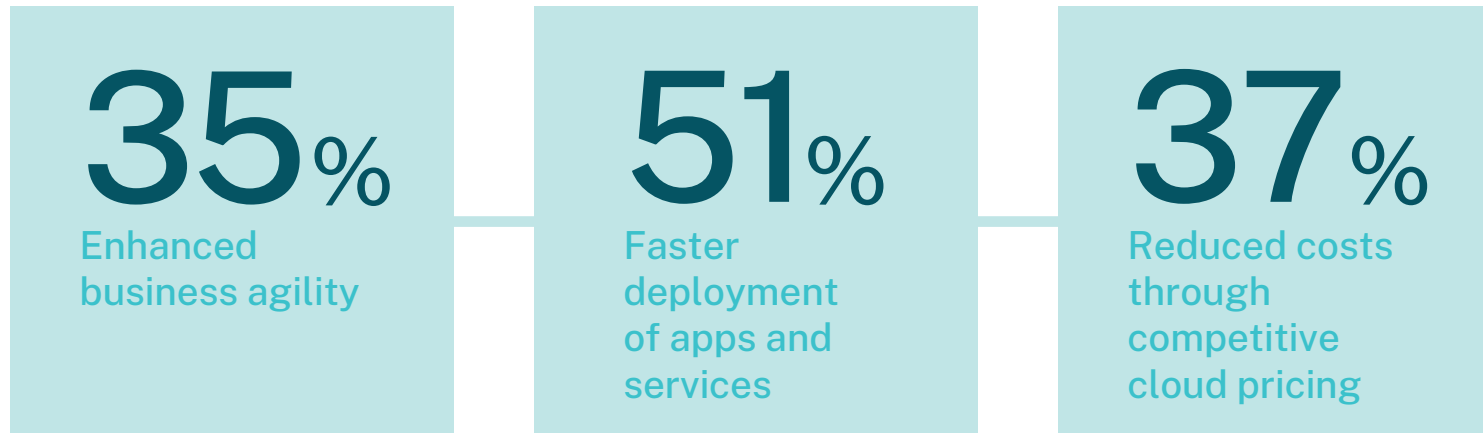 35%
Enhanced
business agility
51%
Faster
deployment
of apps and
services
37%
Reduced costs
through
competitive
cloud pricing